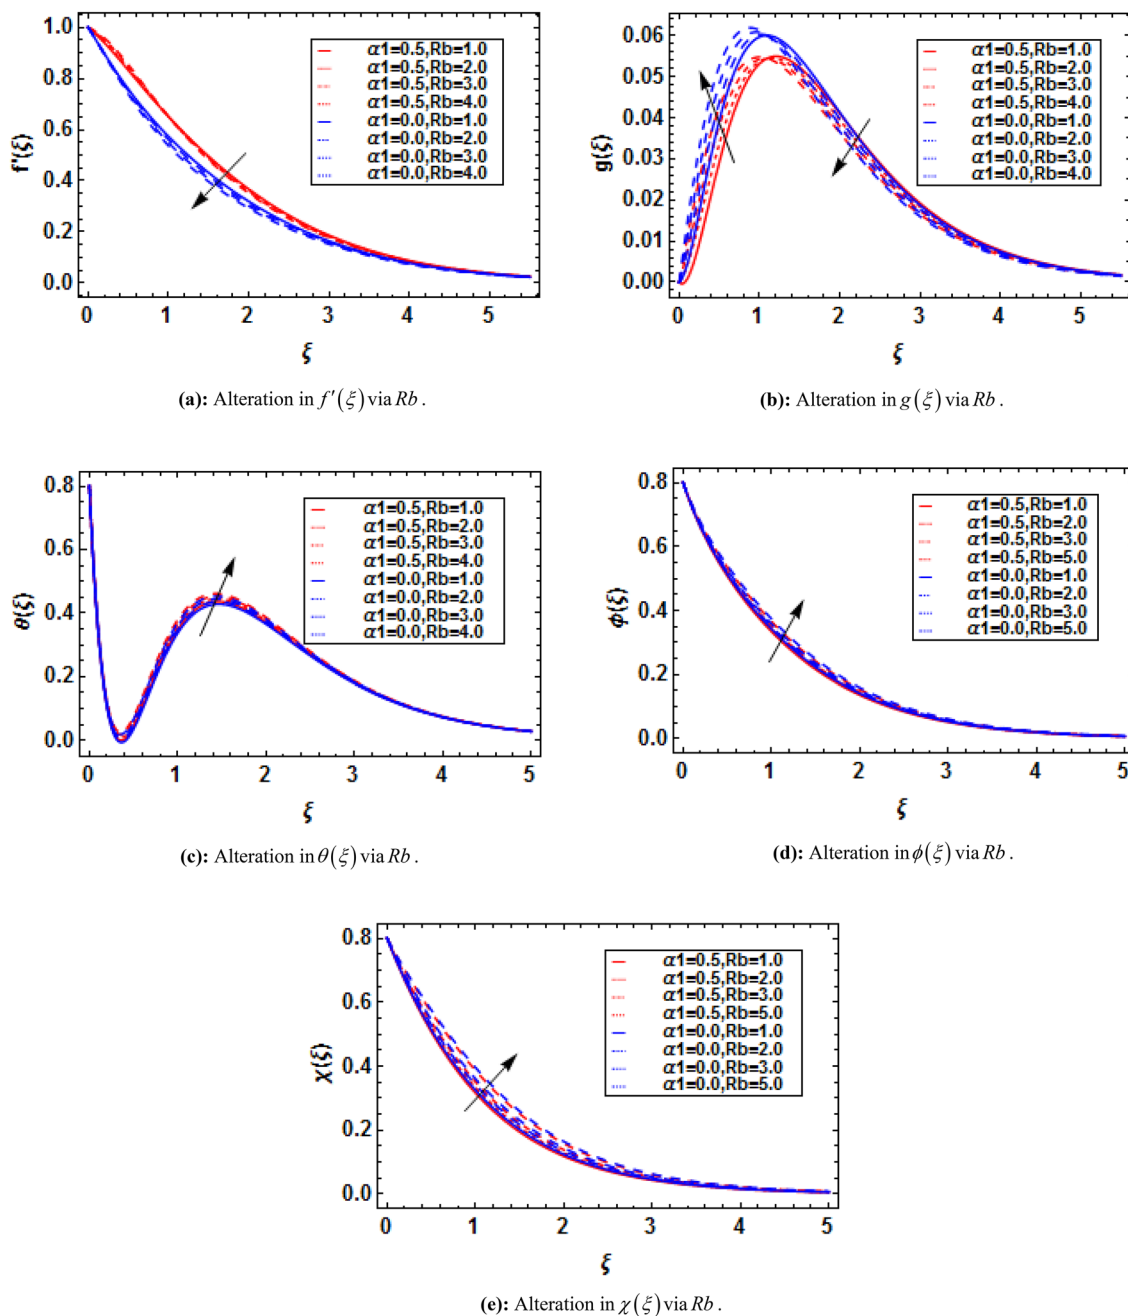 1.0
0.8
0.6
0.4
0.2
0.0
f'(ξ)
α1=0.5,Rb=1.0
α1=0.5,Rb=2.0
α1=0.5,Rb=3.0
α1=0.5,Rb=4.0
α1=0.0,Rb=1.0
α1=0.0,Rb=2.0
α1=0.0,Rb=3.0
α1=0.0,Rb=4.0
0 1 2 3 4 5
ξ
(a): Alteration in f′(ξ) via Rb .
0.06
0.05
0.04
0.03
0.02
0.01
0.00
g(ξ)
α1=0.5,Rb=1.0
α1=0.5,Rb=2.0
α1=0.5,Rb=3.0
α1=0.5,Rb=4.0
α1=0.0,Rb=1.0
α1=0.0,Rb=2.0
α1=0.0,Rb=3.0
α1=0.0,Rb=4.0
0 1 2 3 4 5
ξ
(b): Alteration in g(ξ) via Rb .
0.8
0.6
0.4
0.2
0.0
θ(ξ)
α1=0.5,Rb=1.0
α1=0.5,Rb=2.0
α1=0.5,Rb=3.0
α1=0.5,Rb=4.0
α1=0.0,Rb=1.0
α1=0.0,Rb=2.0
α1=0.0,Rb=3.0
α1=0.0,Rb=4.0
0 1 2 3 4 5
ξ
(c): Alteration in θ(ξ) via Rb .
0.8
0.6
0.4
0.2
0.0
ϕ(ξ)
α1=0.5,Rb=1.0
α1=0.5,Rb=2.0
α1=0.5,Rb=3.0
α1=0.5,Rb=5.0
α1=0.0,Rb=1.0
α1=0.0,Rb=2.0
α1=0.0,Rb=3.0
α1=0.0,Rb=5.0
0 1 2 3 4 5
ξ
(d): Alteration in ϕ(ξ) via Rb .
0.8
0.6
0.4
0.2
0.0
χ(ξ)
α1=0.5,Rb=1.0
α1=0.5,Rb=2.0
α1=0.5,Rb=3.0
α1=0.5,Rb=5.0
α1=0.0,Rb=1.0
α1=0.0,Rb=2.0
α1=0.0,Rb=3.0
α1=0.0,Rb=5.0
0 1 2 3 4 5
ξ
(e): Alteration in χ(ξ) via Rb .